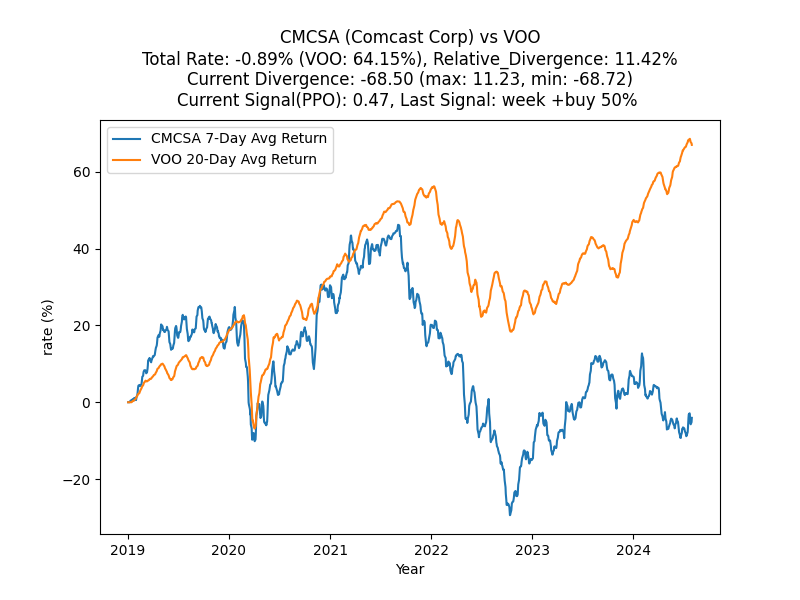 CMCSA (Comcast Corp) vs VOO
Total Rate: -0.89% (VOO: 64.15%), Relative_Divergence: 11.42%
Current Divergence: -68.50 (max: 11.23, min: -68.72)
Current Signal(PPO): 0.47, Last Signal: week +buy 50%
CMCSA 7-Day Avg Return
VOO 20-Day Avg Return
rate (%)
60
40
20
0
−20
2019 2020 2021 2022 2023 2024
Year